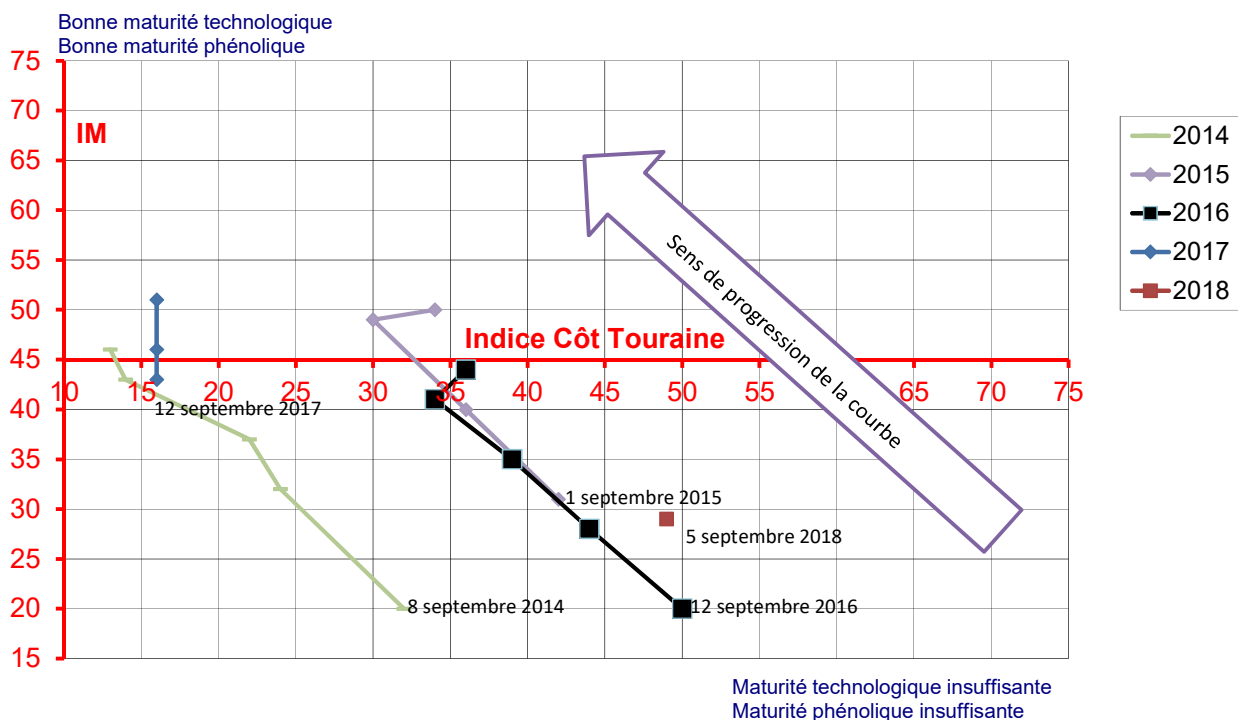 Bonne maturité technologique
Bonne maturité phénolique
75
70
65
60
55
50
45
40
35
30
25
20
15
IM
Indice Côt Touraine
10 15 20 25 30 35 40 45 50 55 60 65 70 75
Sens de progression de la courbe
12 septembre 2017
1 septembre 2015
5 septembre 2018
8 septembre 2014
12 septembre 2016
2014
2015
2016
2017
2018
Maturité technologique insuffisante
Maturité phénolique insuffisante